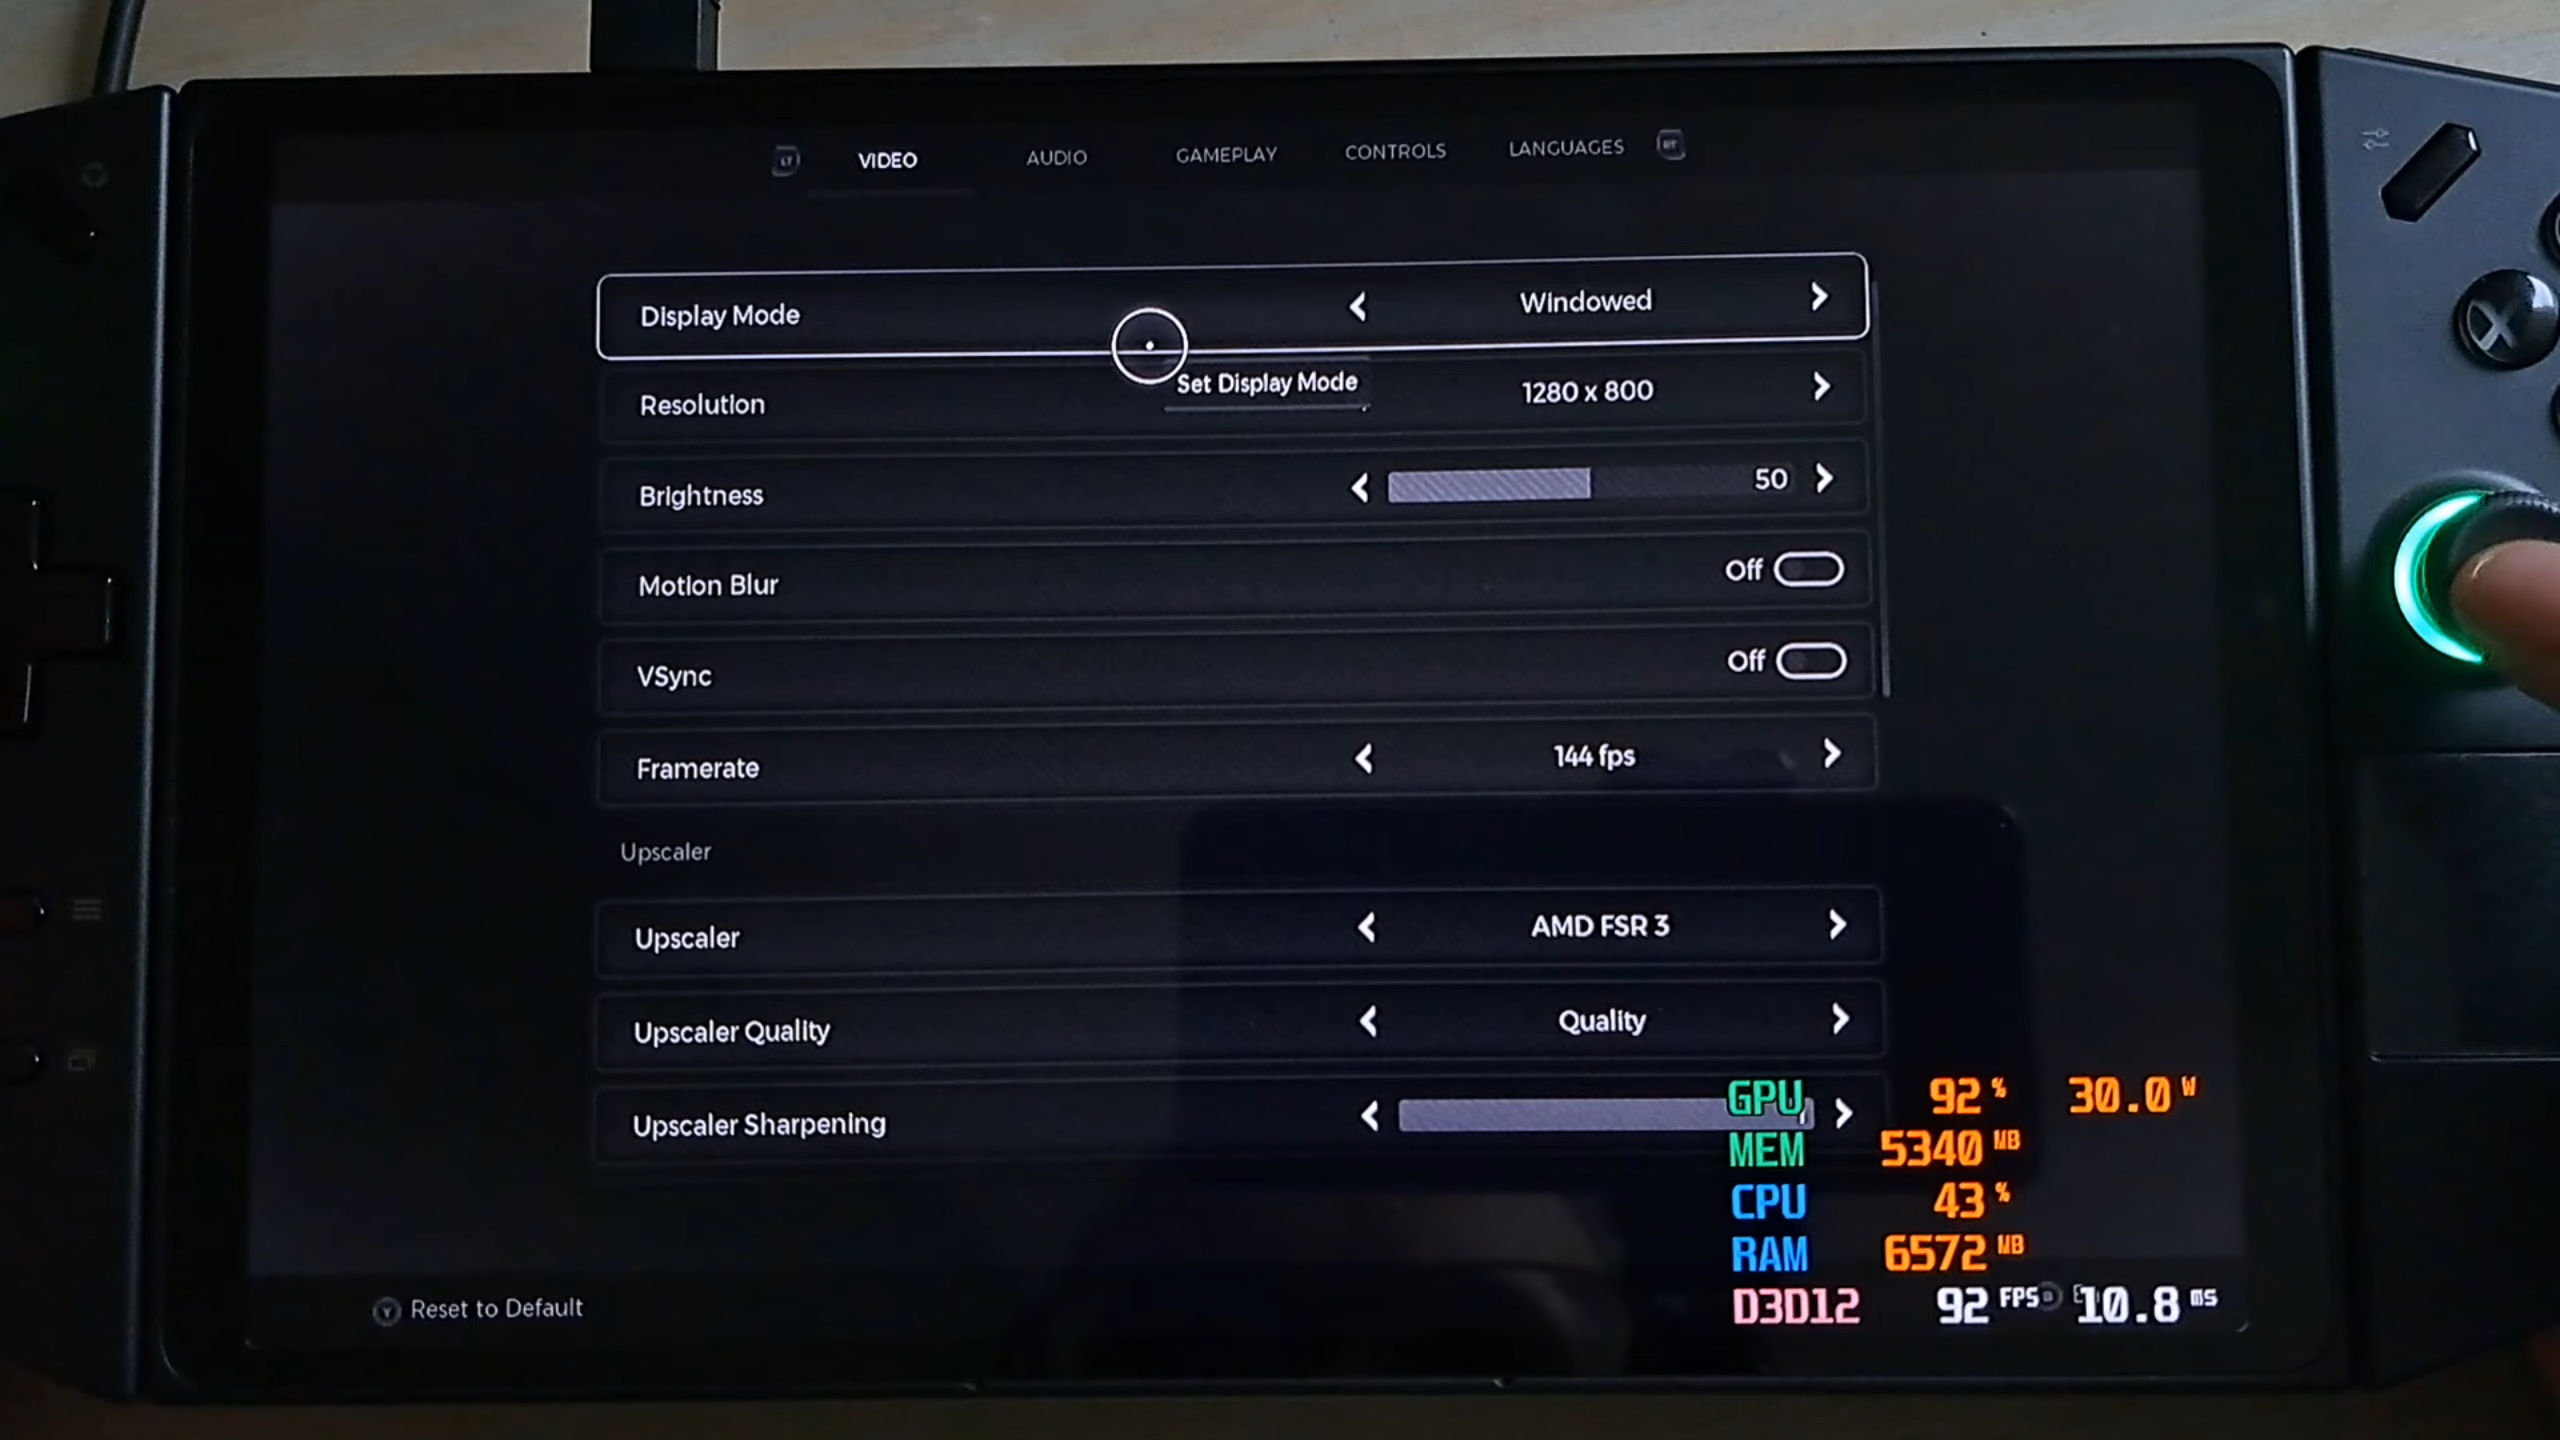 LT VIDEO AUDIO GAMEPLAY CONTROLS LANGUAGES RT
Display Mode Windowed
Set Display Mode
Resolution 1280 x 800
Brightness 50
Motion Blur Off
VSync Off
Framerate 144 fps
Upscaler
Upscaler AMD FSR 3
Upscaler Quality Quality
Upscaler Sharpening
GPU 92 % 30.0 W
MEM 5340 MB
CPU 43 %
RAM 6572 MB
D3D12 92 FPS 10.8 ms
Y Reset to Default
X